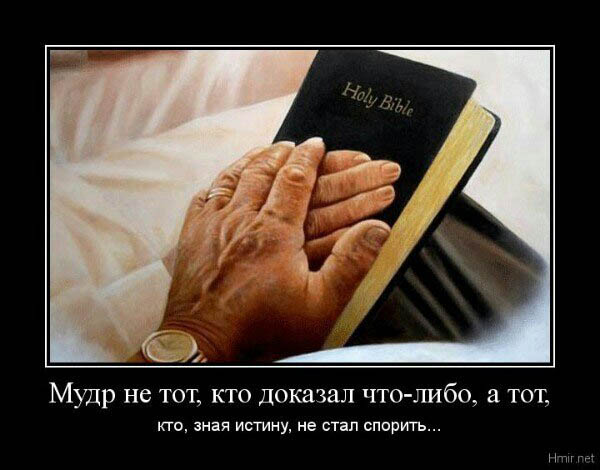 Holy Bible
Мудр не тот, кто доказал что-либо, а тот,
кто, зная истину, не стал спорить...
Hmir.net